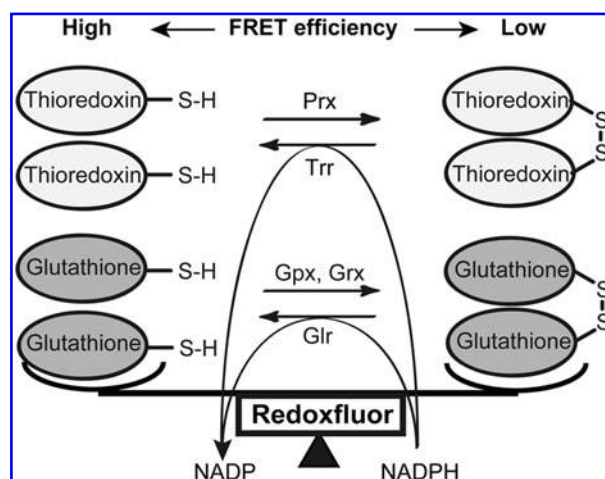 High FRET efficiency Low
Thioredoxin S-H Prx Thioredoxin S
Trr S
Thioredoxin S-H Thioredoxin
Glutathione S-H Gpx, Grx Glutathione S
Glr S
Glutathione S-H Glutathione
Redoxfluor
NADP NADPH